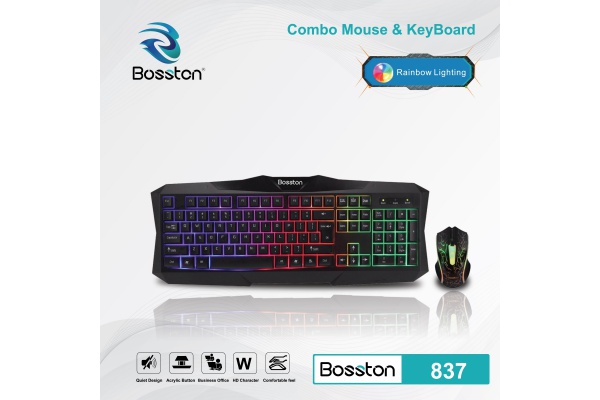 Bosston®
Combo Mouse & KeyBoard
Rainbow Lighting
Bosston
W
Quiet Design
Acrylic Button
Business Office
HD Character
Comfortable feel
Bosston
837